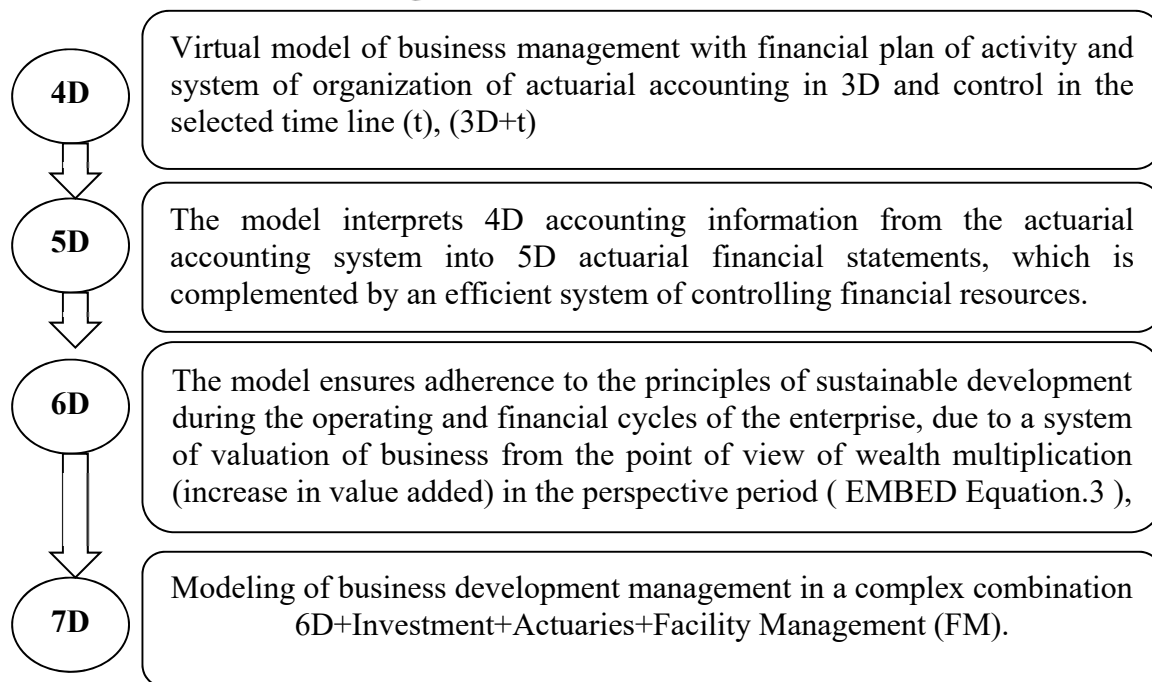 4D
Virtual model of business management with financial plan of activity and
system of organization of actuarial accounting in 3D and control in the
selected time line (t), (3D+t)
5D
The model interprets 4D accounting information from the actuarial
accounting system into 5D actuarial financial statements, which is
complemented by an efficient system of controlling financial resources.
6D
The model ensures adherence to the principles of sustainable development
during the operating and financial cycles of the enterprise, due to a system
of valuation of business from the point of view of wealth multiplication
(increase in value added) in the perspective period ( EMBED Equation.3 ),
7D
Modeling of business development management in a complex combination
6D+Investment+Actuaries+Facility Management (FM).